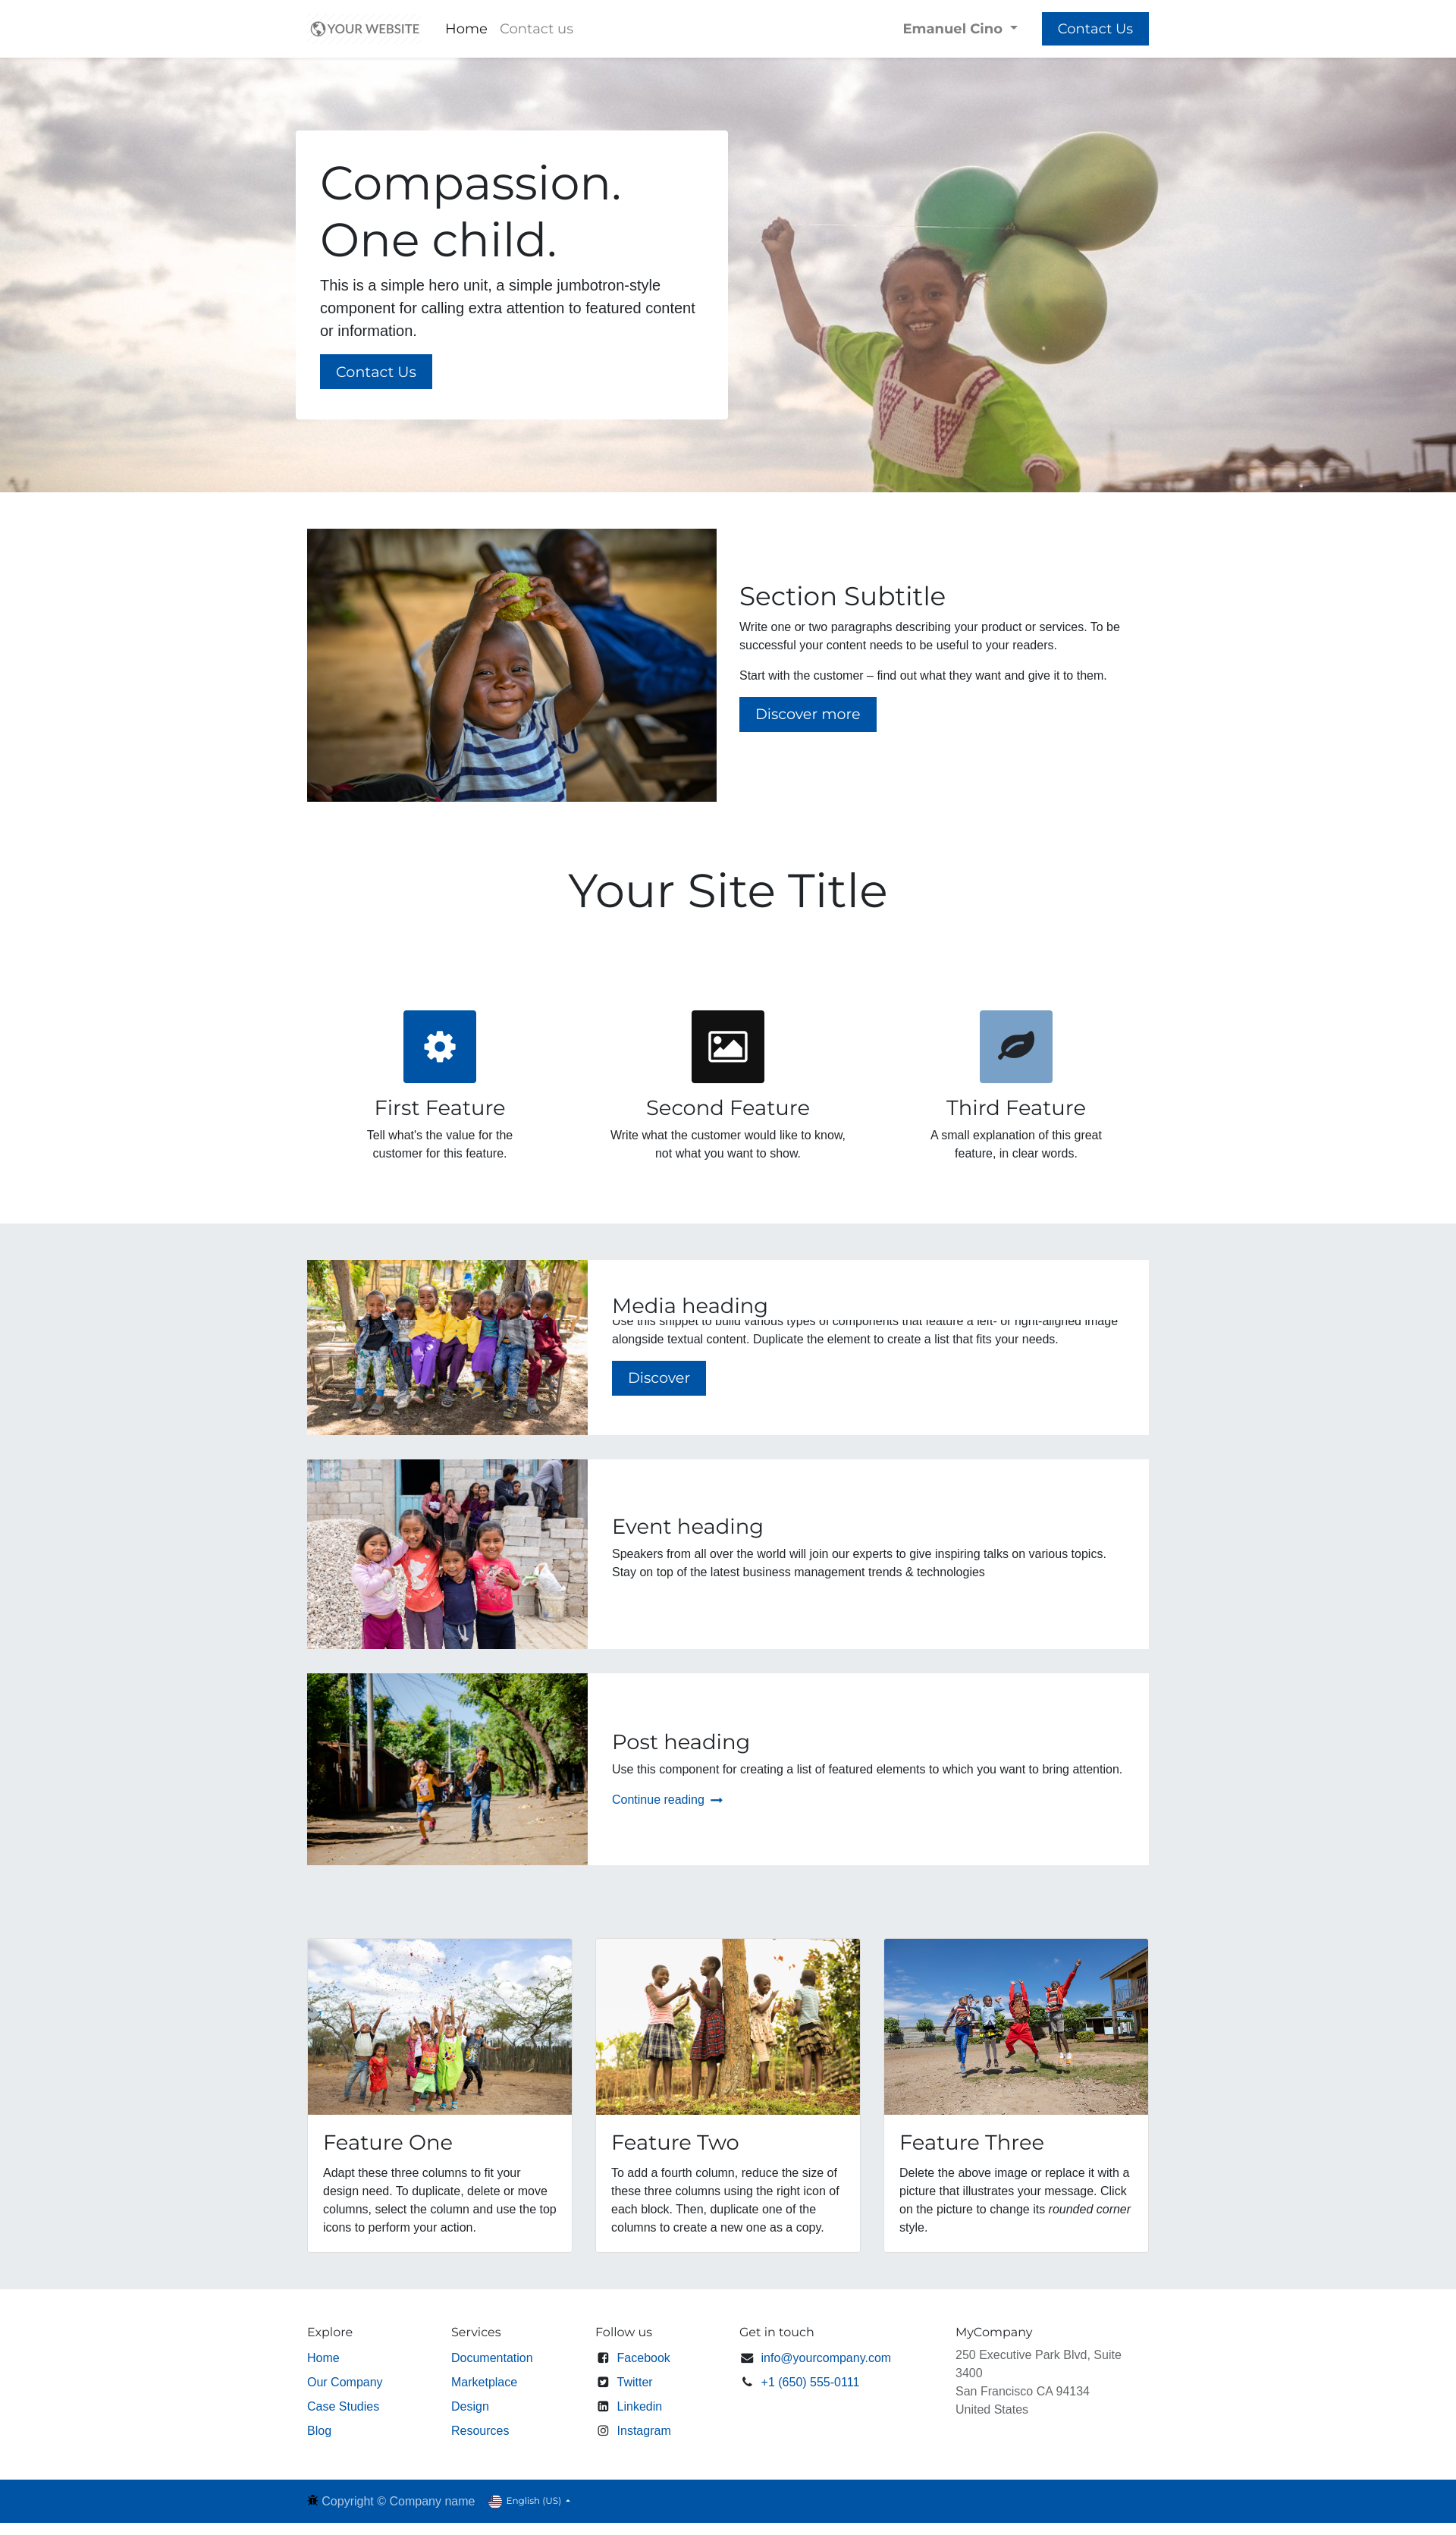 YOUR WEBSITE
Home
Contact us
Emanuel Cino
Contact Us
Compassion.
One child.
This is a simple hero unit, a simple jumbotron-style
component for calling extra attention to featured content
or information.
Contact Us
Section Subtitle
Write one or two paragraphs describing your product or services. To be
successful your content needs to be useful to your readers.
Start with the customer – find out what they want and give it to them.
Discover more
Your Site Title
First Feature
Tell what's the value for the
customer for this feature.
Second Feature
Write what the customer would like to know,
not what you want to show.
Third Feature
A small explanation of this great
feature, in clear words.
Media heading
Use this snippet to build various types of components that feature a left- or right-aligned image
alongside textual content. Duplicate the element to create a list that fits your needs.
Discover
Event heading
Speakers from all over the world will join our experts to give inspiring talks on various topics.
Stay on top of the latest business management trends & technologies
Post heading
Use this component for creating a list of featured elements to which you want to bring attention.
Continue reading
Feature One
Adapt these three columns to fit your
design need. To duplicate, delete or move
columns, select the column and use the top
icons to perform your action.
Feature Two
To add a fourth column, reduce the size of
these three columns using the right icon of
each block. Then, duplicate one of the
columns to create a new one as a copy.
Feature Three
Delete the above image or replace it with a
picture that illustrates your message. Click
on the picture to change its rounded corner
style.
Explore
Home
Our Company
Case Studies
Blog
Services
Documentation
Marketplace
Design
Resources
Follow us
Facebook
Twitter
Linkedin
Instagram
Get in touch
info@yourcompany.com
+1 (650) 555-0111
MyCompany
250 Executive Park Blvd, Suite
3400
San Francisco CA 94134
United States
Copyright © Company name
English (US)